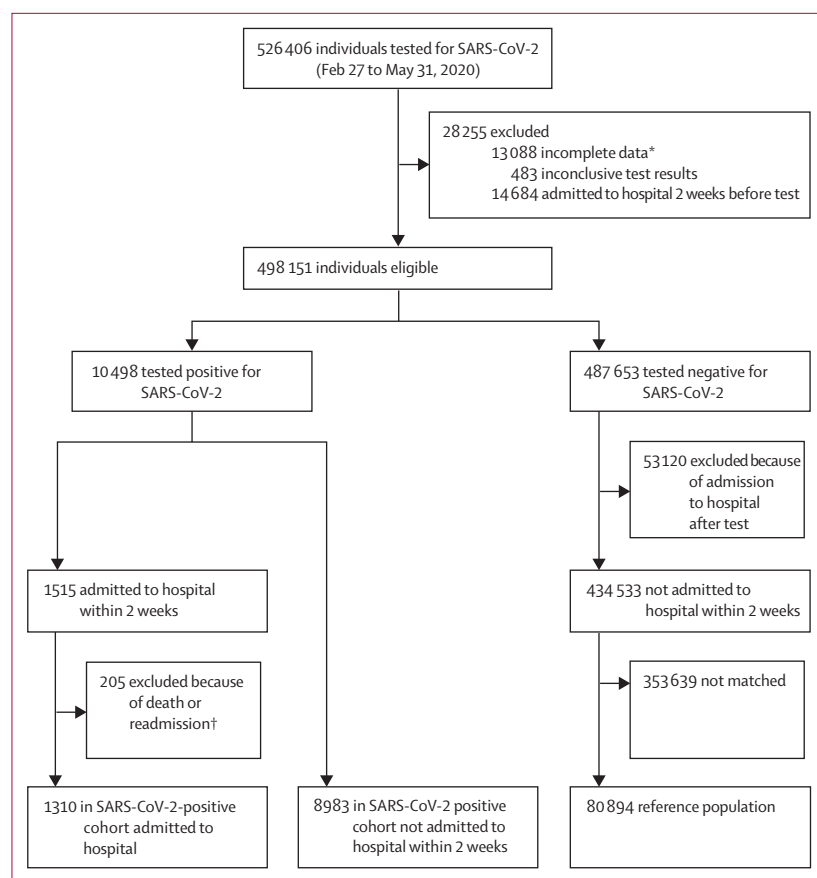 526 406 individuals tested for SARS-CoV-2
(Feb 27 to May 31, 2020)
28 255 excluded
13 088 incomplete data*
483 inconclusive test results
14 684 admitted to hospital 2 weeks before test
498 151 individuals eligible
10 498 tested positive for
SARS-CoV-2
487 653 tested negative for
SARS-CoV-2
53 120 excluded because
of admission
to hospital
after test
1515 admitted to hospital
within 2 weeks
434 533 not admitted to
hospital within 2 weeks
205 excluded because
of death or
readmission†
353 639 not matched
1310 in SARS-CoV-2-positive
cohort admitted to
hospital
8983 in SARS-CoV-2 positive
cohort not admitted to
hospital within 2 weeks
80 894 reference population